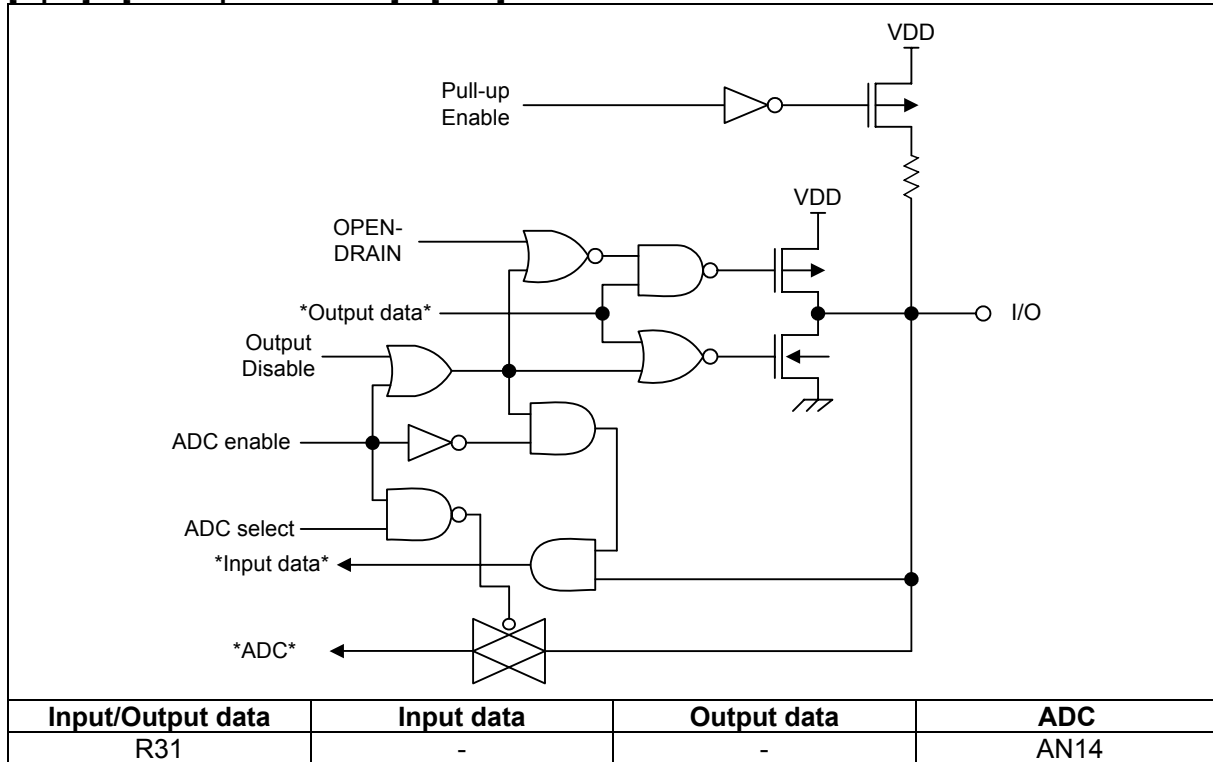 VDD
Pull-up
Enable
VDD
OPEN-
DRAIN
*Output data*
I/O
Output
Disable
ADC enable
ADC select
*Input data*
*ADC*
Input/Output data Input data Output data ADC
R31 - - AN14